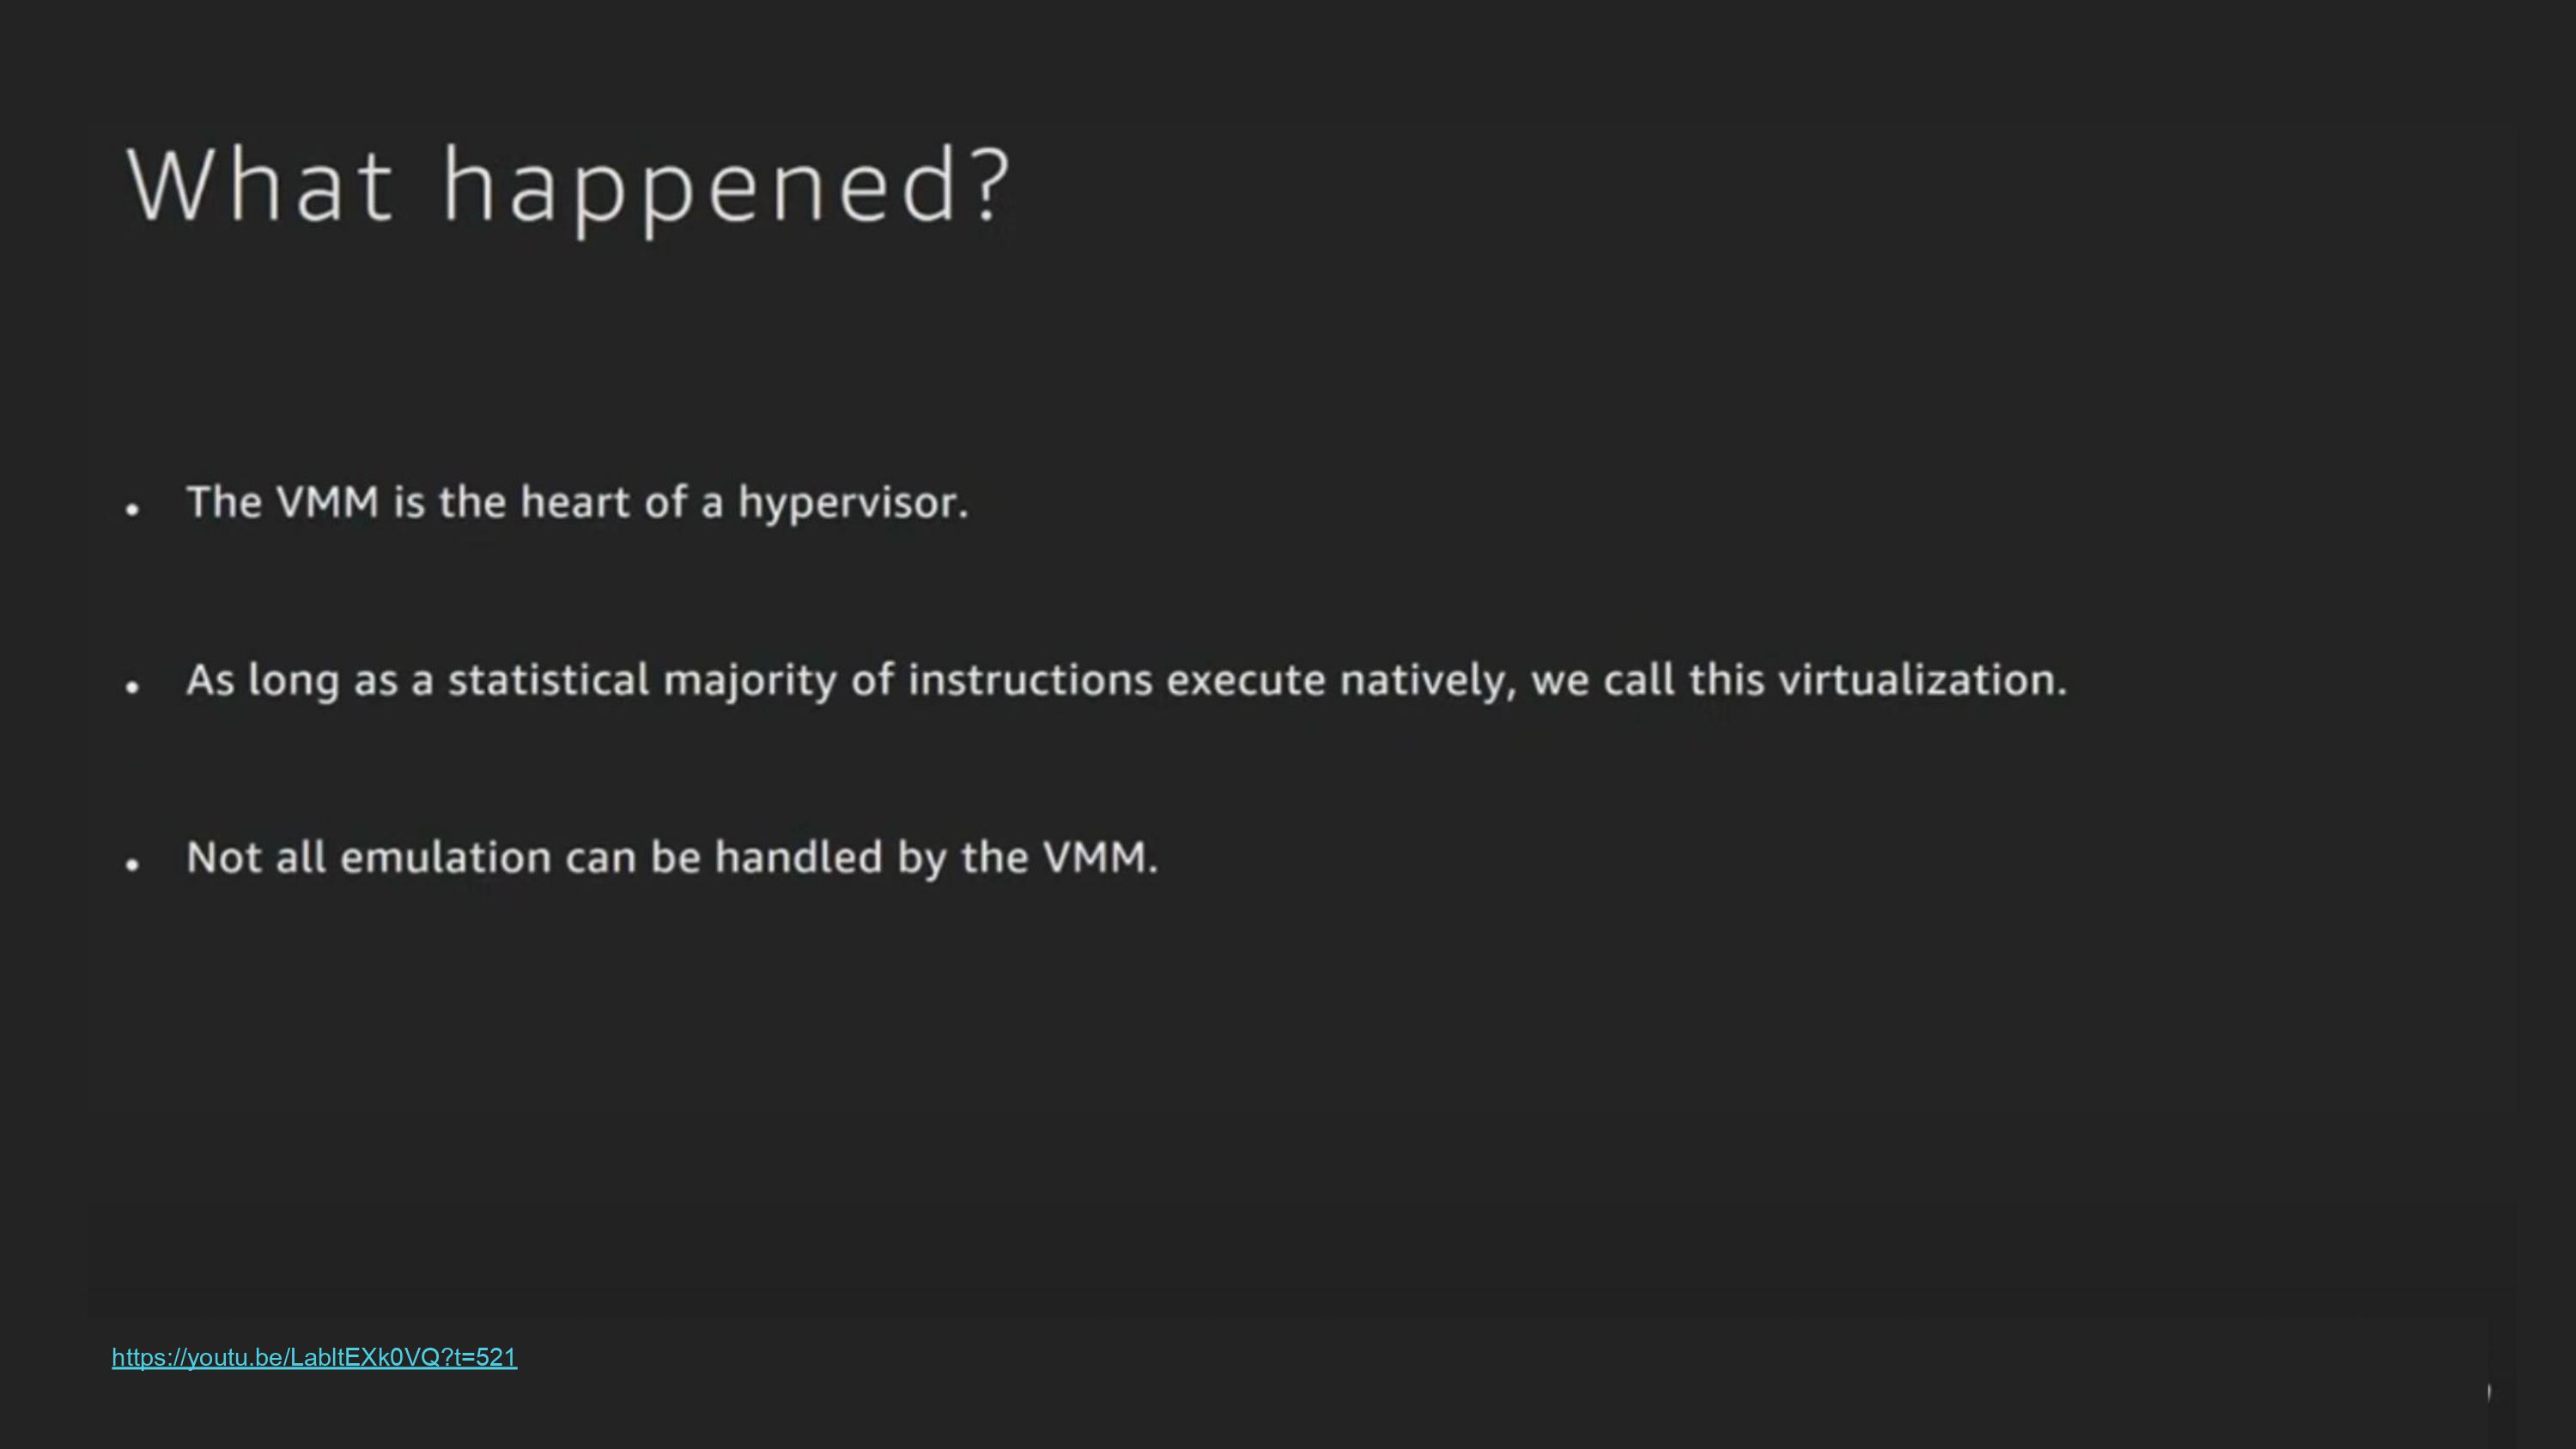 What happened?
• The VMM is the heart of a hypervisor.
• As long as a statistical majority of instructions execute natively, we call this virtualization.
• Not all emulation can be handled by the VMM.
https://youtu.be/LabltEXk0VQ?t=521